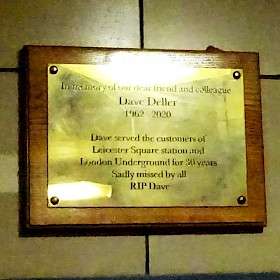 In memory of our dear friend and colleague
Dave Deller
1962 - 2020
Dave served the customers of
Leicester Square station and
London Underground for 30 years
Sadly missed by all
RIP Dave